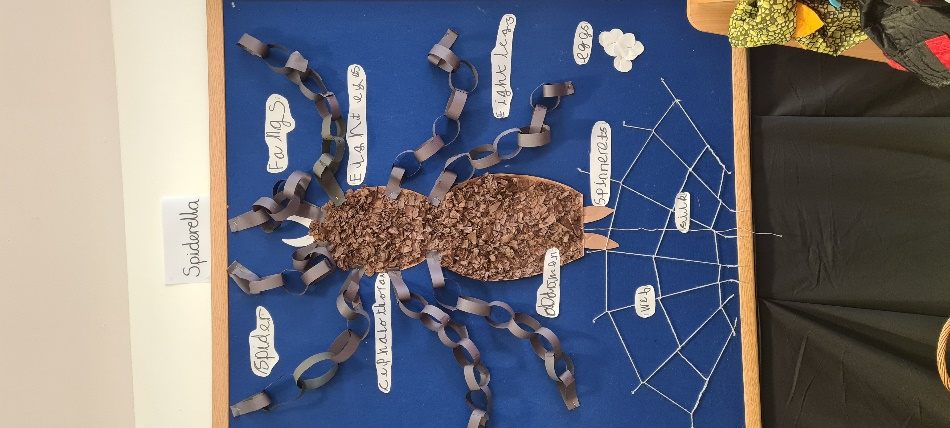 Spiderella
Spider
Fangs
Eight eyes
Cephalothorax
Eight legs
abdomen
eggs
Spinnerets
web
silk